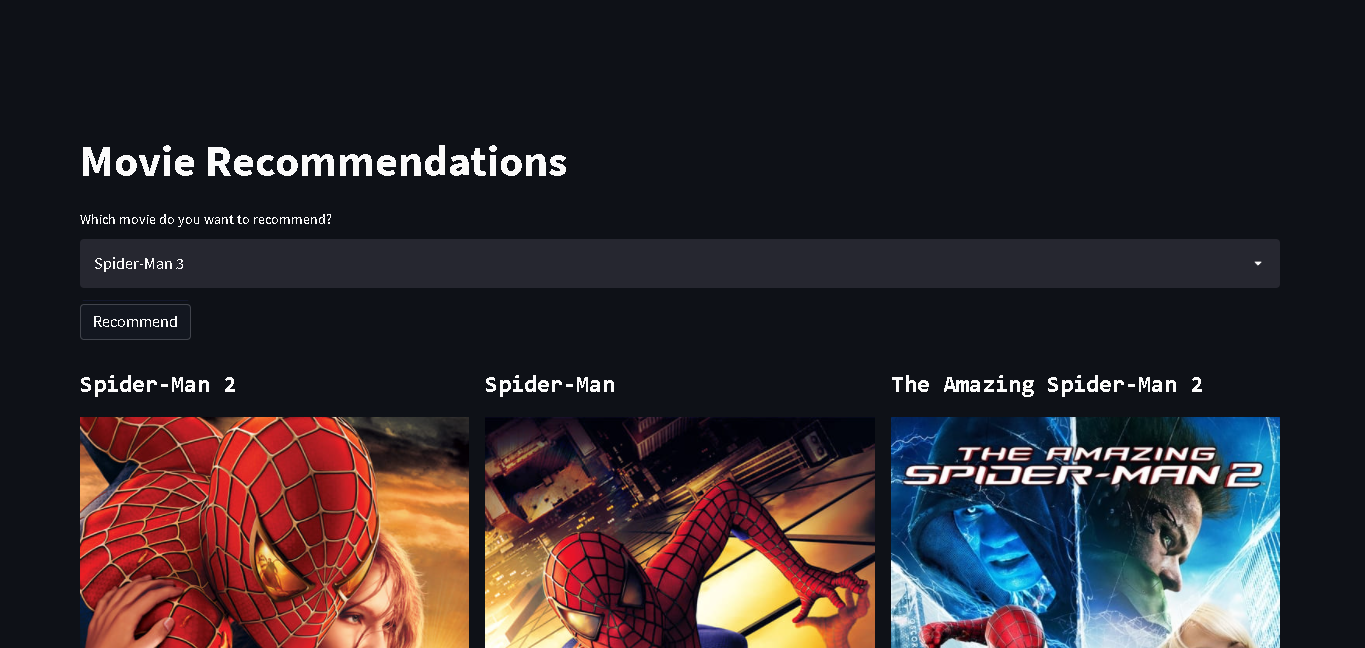 Movie Recommendations
Which movie do you want to recommend?
Spider-Man 3
Recommend
Spider-Man 2
Spider-Man
The Amazing Spider-Man 2
THE AMAZING
SPIDER-MAN 2